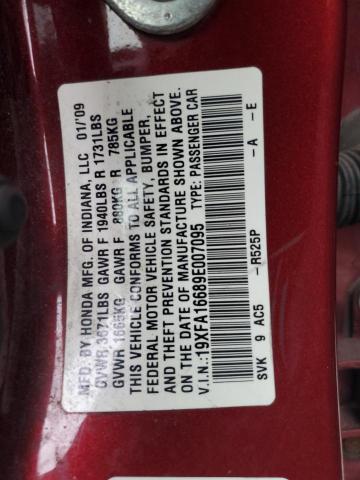 MFD. BY HONDA MFG. OF INDIANA, LLC 01/'09
GVWR 3671LBS GAWR F 1940LBS R 1731LBS
GVWR 1665KG GAWR F 880KG R 785KG
THIS VEHICLE CONFORMS TO ALL APPLICABLE
FEDERAL MOTOR VEHICLE SAFETY, BUMPER,
AND THEFT PREVENTION STANDARDS IN EFFECT
ON THE DATE OF MANUFACTURE SHOWN ABOVE.
V.I.N.:19XFA16689E007095 TYPE: PASSENGER CAR
SVK 9 AC5 -R525P -A -E